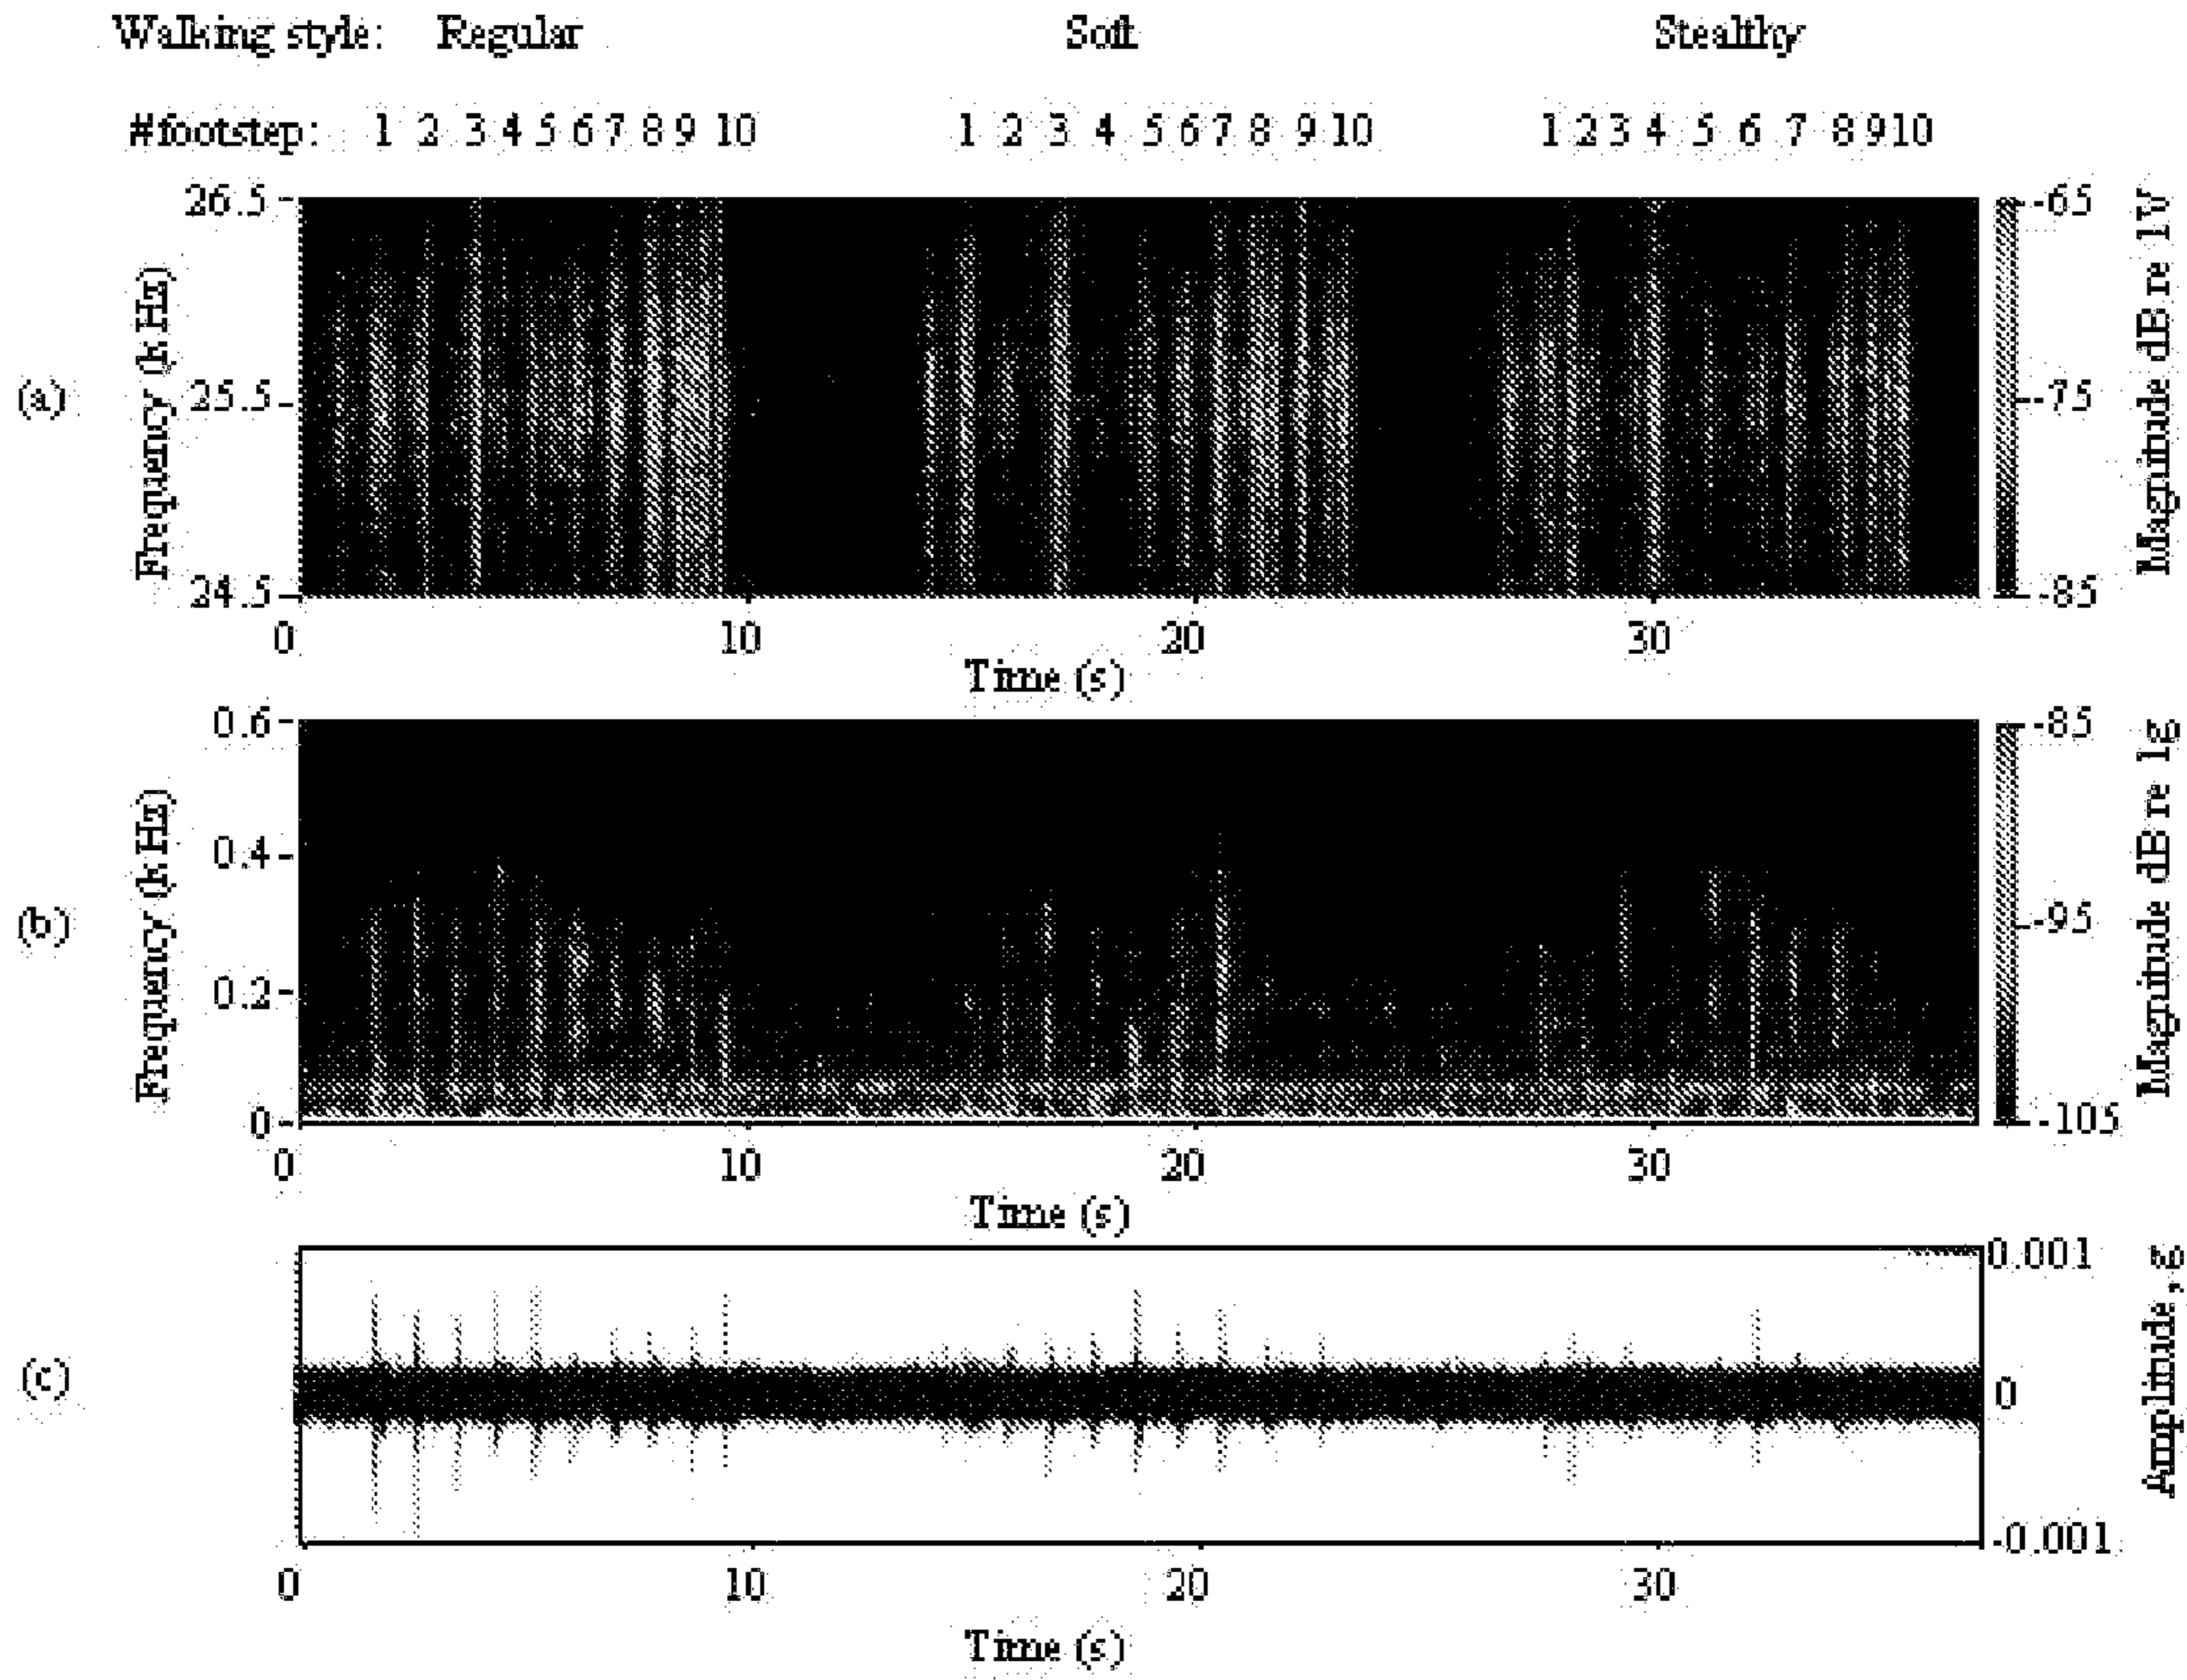 Walking style: Regular Soft Stealthy
#footstep: 1 2 3 4 5 6 7 8 9 10 1 2 3 4 5 6 7 8 9 10 1 2 3 4 5 6 7 8 9 10
(a)
Frequency (kHz)
26.5
25.5
24.5
0 10 20 30
Time (s)
-65
-75
-85
Magnitude dB re 1V
(b)
Frequency (kHz)
0.6
0.4
0.2
0
0 10 20 30
Time (s)
-85
-95
-105
Magnitude dB re 1g
(c)
0 10 20 30
Time (s)
0.001
0
-0.001
Amplitude, g